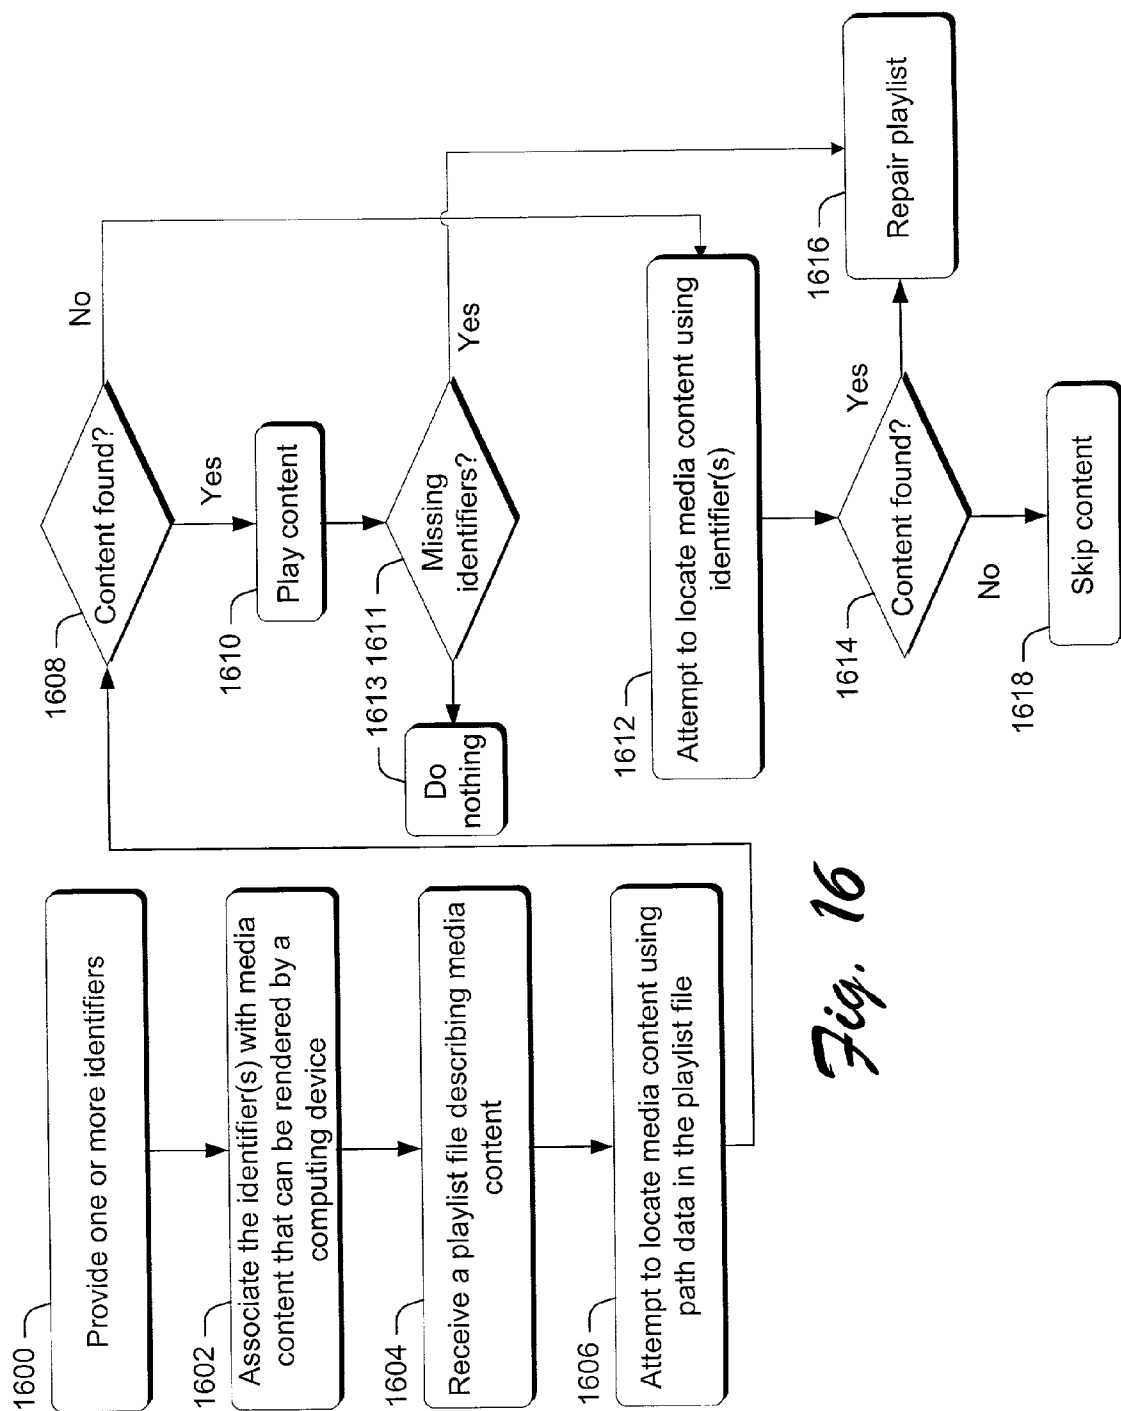 1600
Provide one or more identifiers
1602
Associate the identifier(s) with media
content that can be rendered by a
computing device
1604
Receive a playlist file describing media
content
1606
Attempt to locate media content using
path data in the playlist file
1608
Content found?
No
Yes
1610
Play content
1611
Missing
identifiers?
Yes
1613
Do
nothing
1612
Attempt to locate media content using
identifier(s)
1614
Content found?
Yes
No
1616
Repair playlist
1618
Skip content
Fig. 16